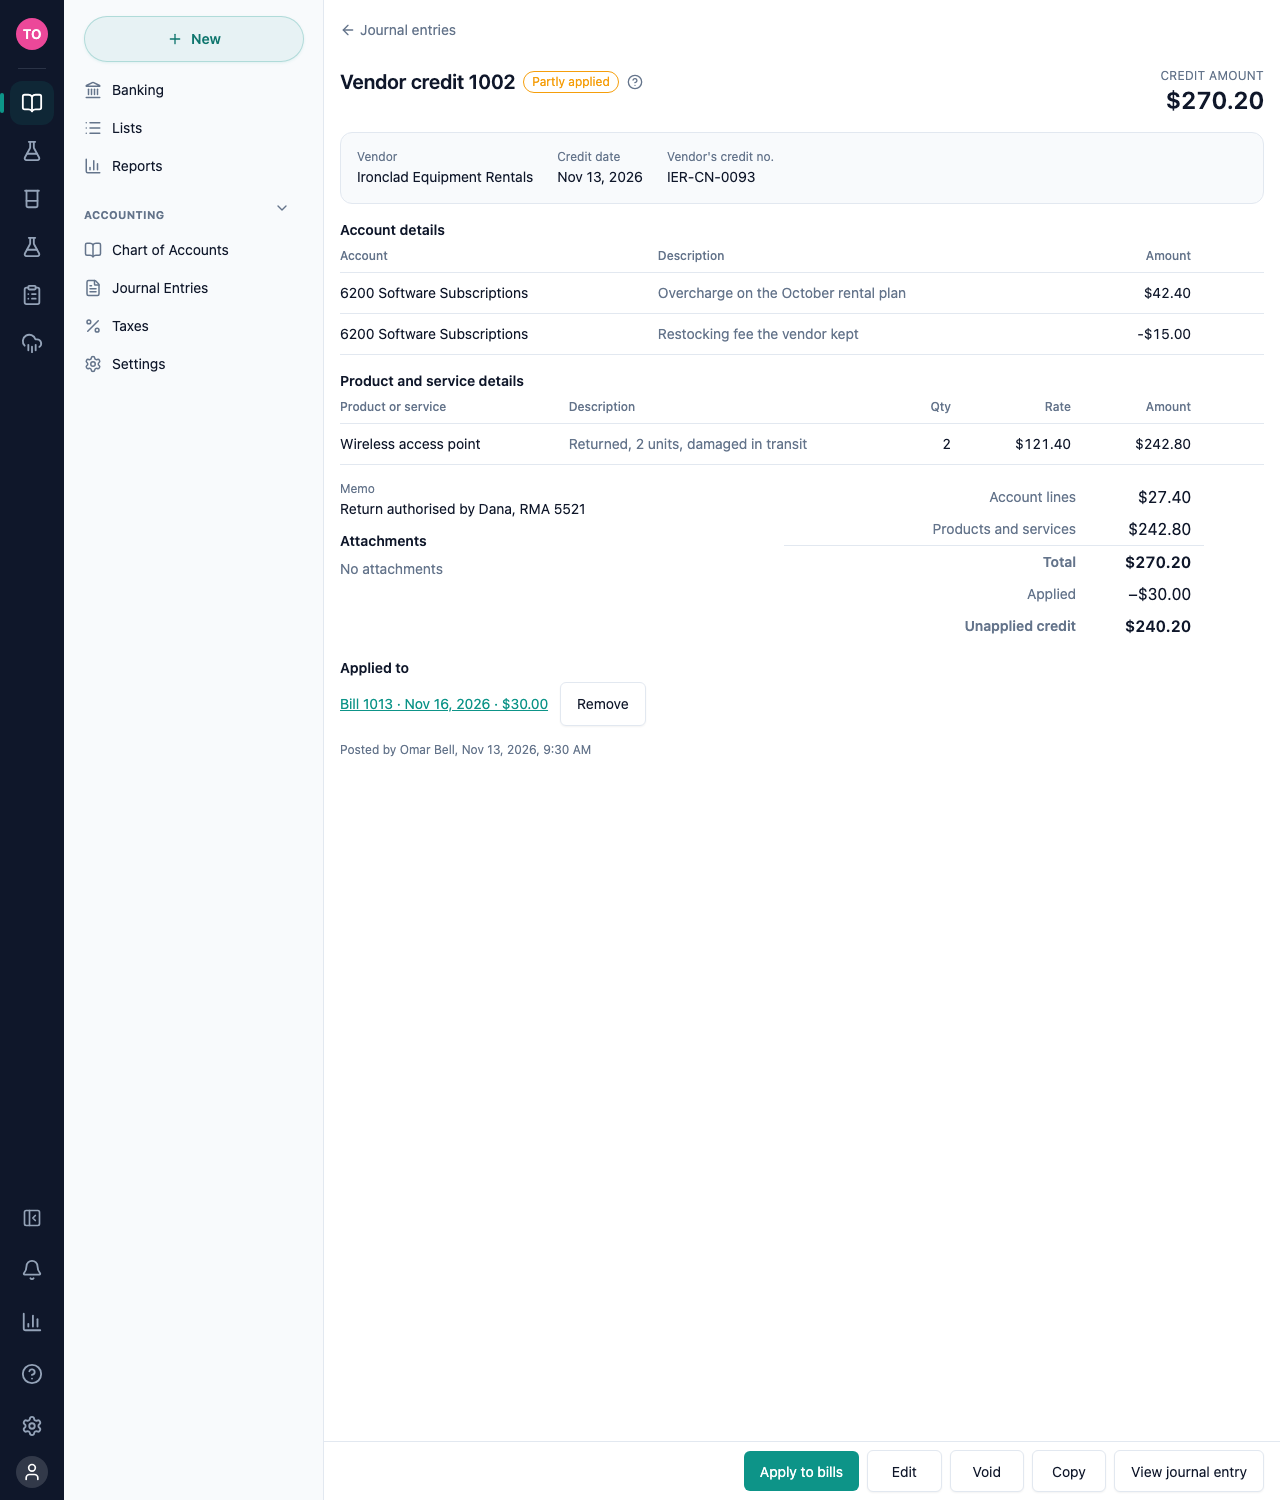 TO
New
Banking
Lists
Reports
ACCOUNTING
Chart of Accounts
Journal Entries
Taxes
Settings
Journal entries
Vendor credit 1002 Partly applied
CREDIT AMOUNT
$270.20
Vendor Credit date Vendor's credit no.
Ironclad Equipment Rentals Nov 13, 2026 IER-CN-0093
Account details
Account Description Amount
6200 Software Subscriptions Overcharge on the October rental plan $42.40
6200 Software Subscriptions Restocking fee the vendor kept -$15.00
Product and service details
Product or service Description Qty Rate Amount
Wireless access point Returned, 2 units, damaged in transit 2 $121.40 $242.80
Memo
Return authorised by Dana, RMA 5521
Attachments
No attachments
Account lines $27.40
Products and services $242.80
Total $270.20
Applied –$30.00
Unapplied credit $240.20
Applied to
Bill 1013 · Nov 16, 2026 · $30.00 Remove
Posted by Omar Bell, Nov 13, 2026, 9:30 AM
Apply to bills Edit Void Copy View journal entry